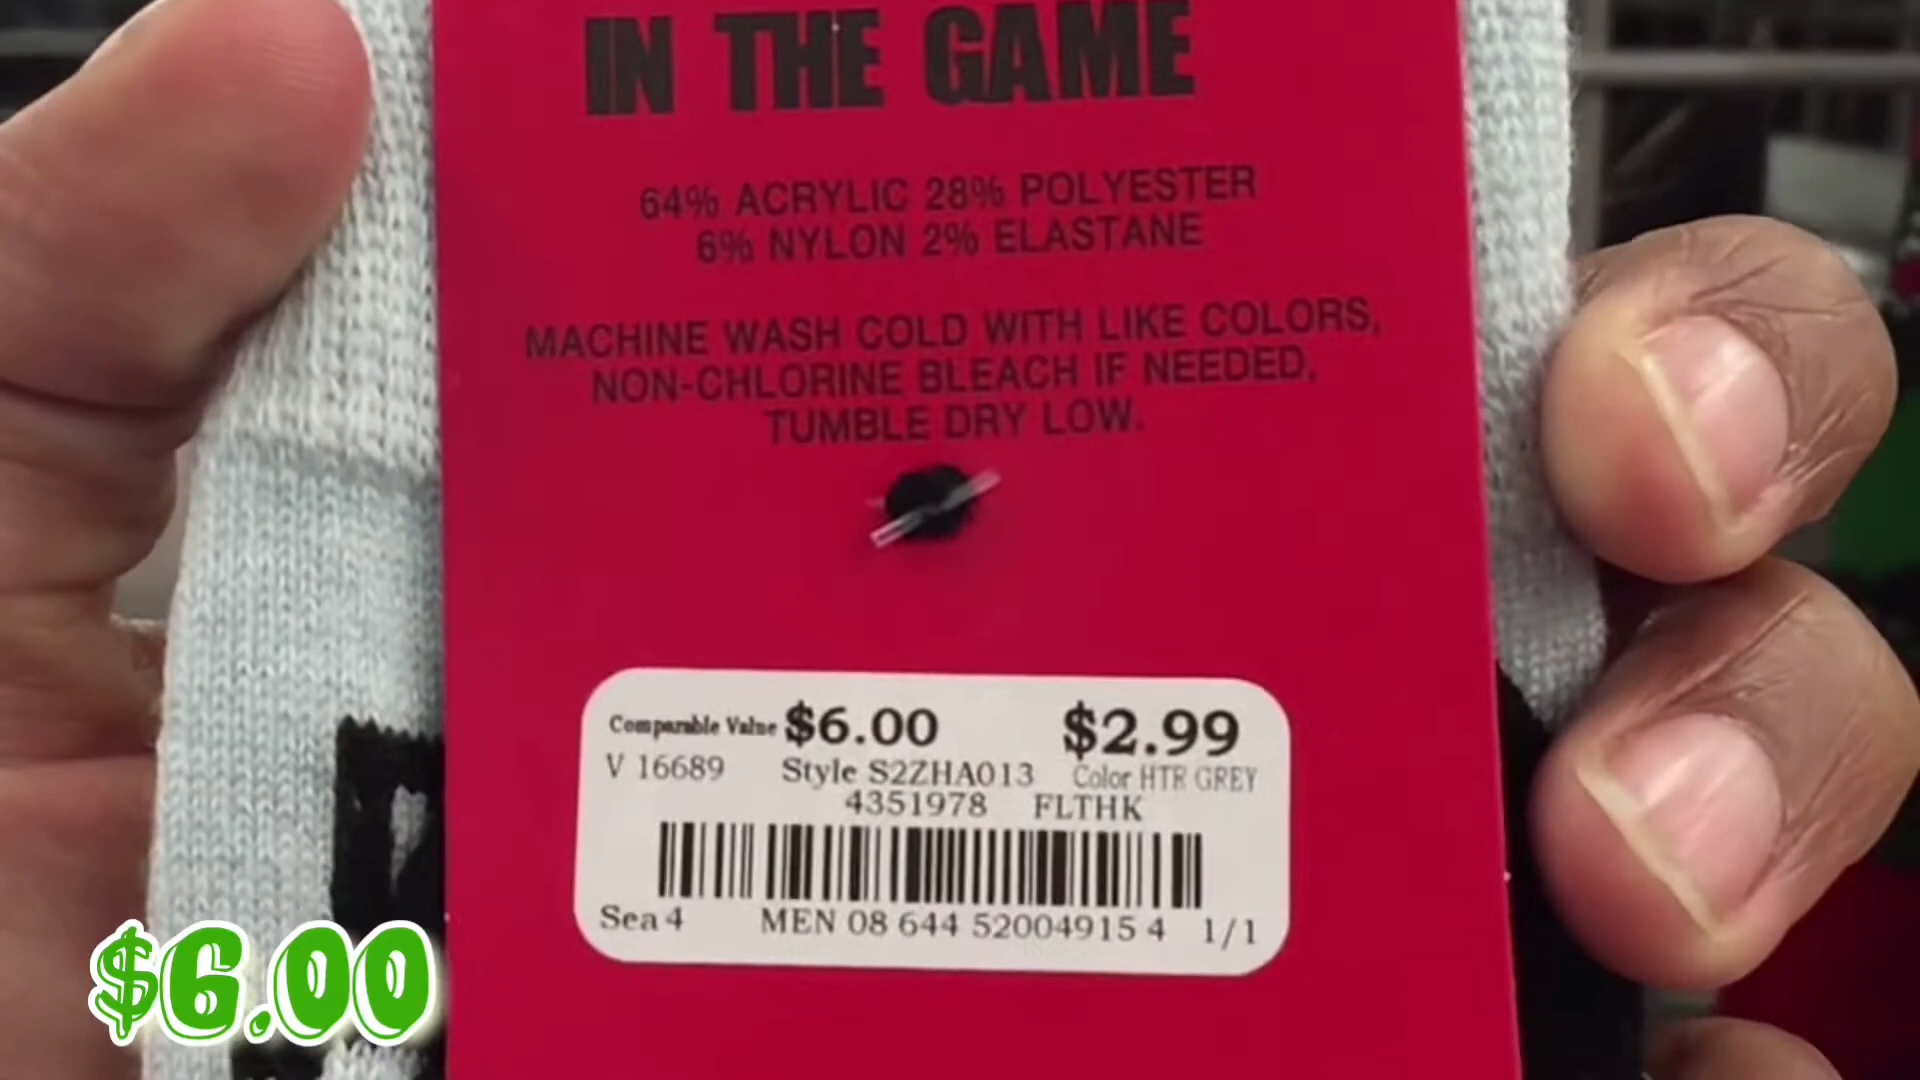 IN THE GAME
64% ACRYLIC 28% POLYESTER
6% NYLON 2% ELASTANE
MACHINE WASH COLD WITH LIKE COLORS,
NON-CHLORINE BLEACH IF NEEDED,
TUMBLE DRY LOW.
Comparable Value $6.00 $2.99
V 16689 Style S2ZHA013 Color HTR GREY
4351978 FLTHK
Sea 4 MEN 08 644 52004915 4 1/1
$6.00